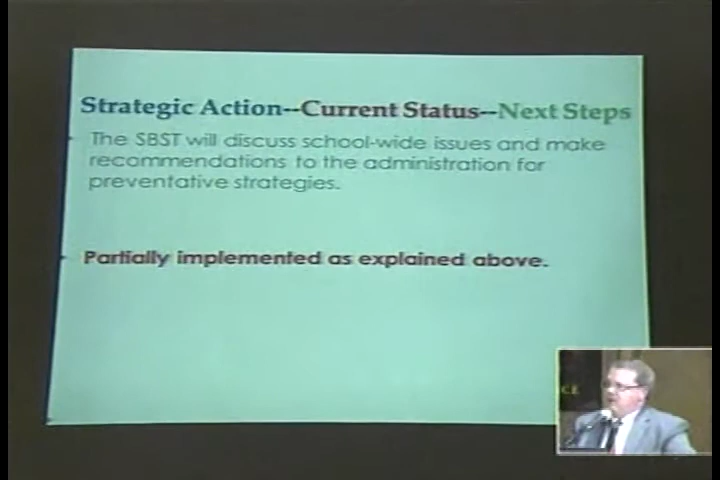 Strategic Action--Current Status--Next Steps
The SBST will discuss school-wide issues and make
recommendations to the administration for
preventative strategies.
Partially implemented as explained above.
CE